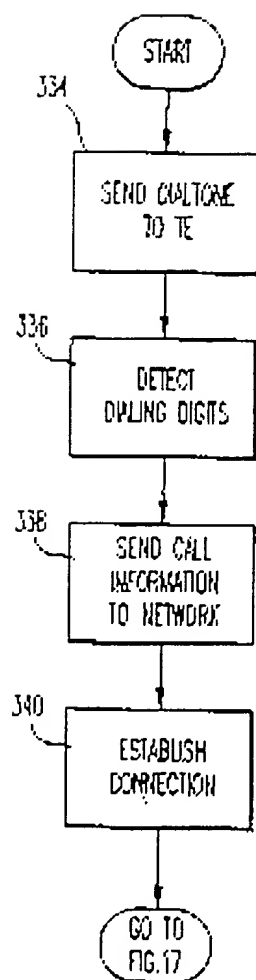 START
334
SEND DIALTONE
TO TE
336
DETECT
DIALING DIGITS
338
SEND CALL
INFORMATION
TO NETWORK
340
ESTABLISH
CONNECTION
GO TO
FIG.17